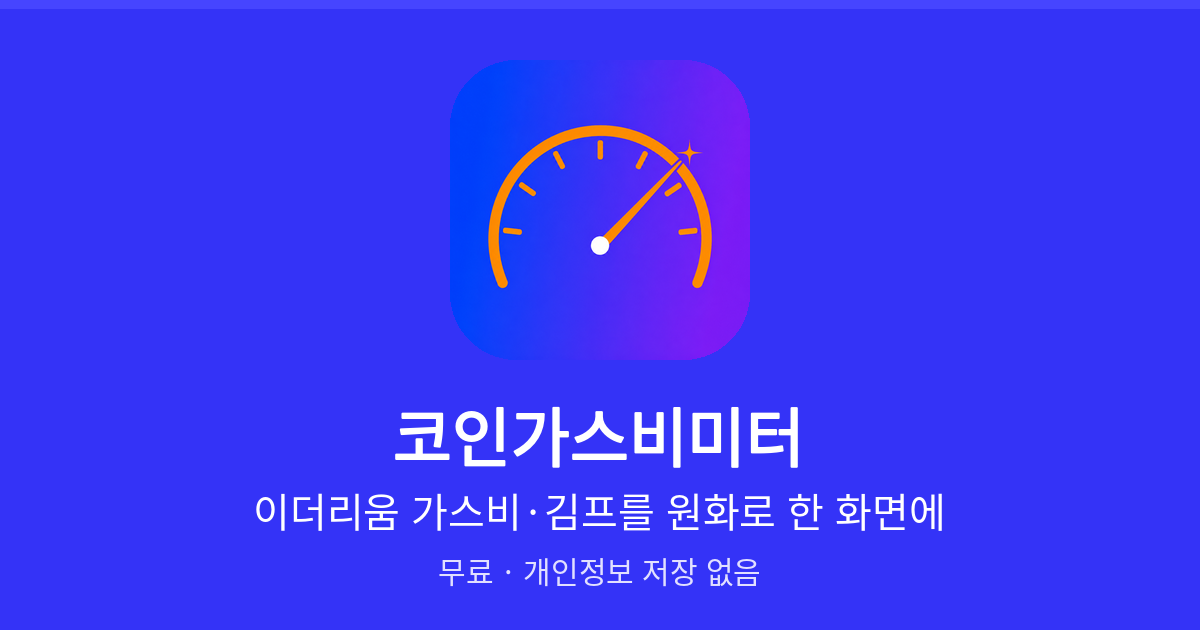 코인가스비미터
이더리움 가스비·김프를 원화로 한 화면에
무료 · 개인정보 저장 없음